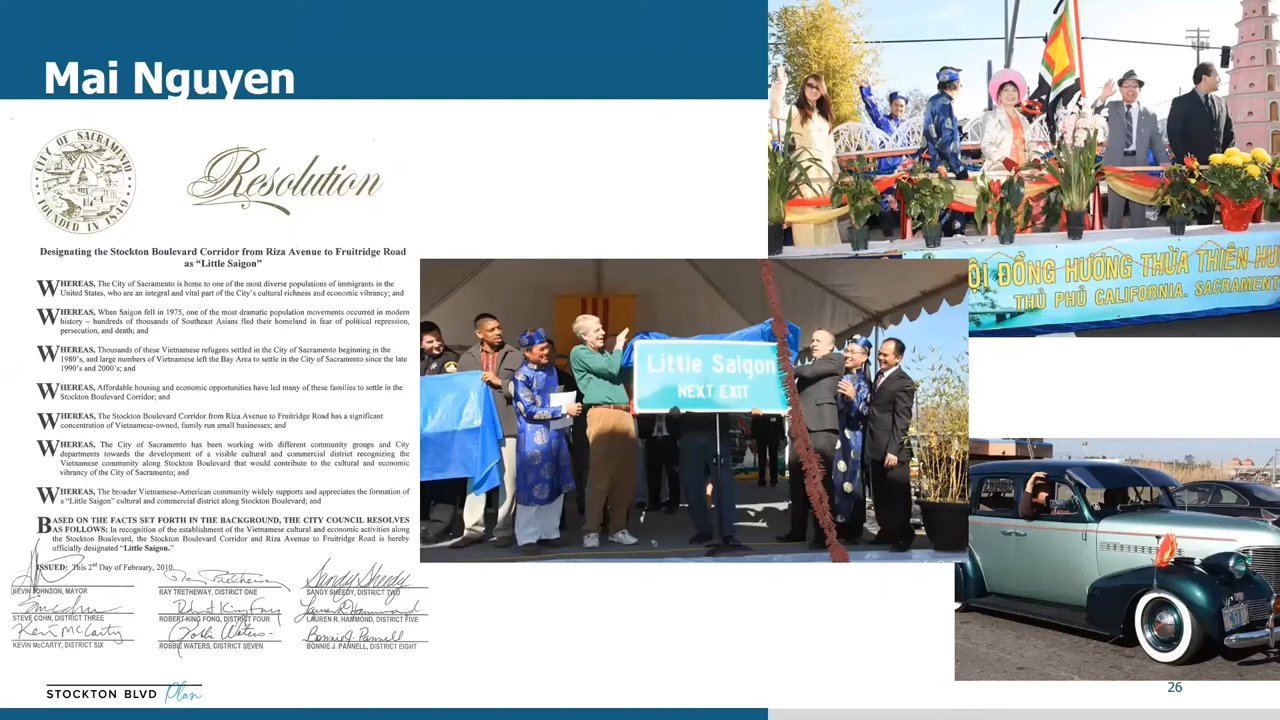 Mai Nguyen
CITY OF SACRAMENTO
FOUNDED IN 1849
Resolution
Designating the Stockton Boulevard Corridor from Riza Avenue to Fruitridge Road
as “Little Saigon”
WHEREAS, The City of Sacramento is home to one of the most diverse populations of immigrants in the
United States, who are an integral and vital part of the City's cultural richness and economic vibrancy; and
WHEREAS, When Saigon fell in 1975, one of the most dramatic population movements occurred in modern
history – hundreds of thousands of Southeast Asians fled their homeland in fear of political repression,
persecution, and death; and
WHEREAS, Thousands of these Vietnamese refugees settled in the City of Sacramento beginning in the
1980's, and large numbers of Vietnamese left the Bay Area to settle in the City of Sacramento since the late
1990's and 2000's; and
WHEREAS, Affordable housing and economic opportunities have led many of these families to settle in the
Stockton Boulevard Corridor; and
WHEREAS, The Stockton Boulevard Corridor from Riza Avenue to Fruitridge Road has a significant
concentration of Vietnamese-owned, family run small businesses; and
WHEREAS, The City of Sacramento has been working with different community groups and City
departments towards the development of a visible cultural and commercial district recognizing the
Vietnamese community along Stockton Boulevard that would contribute to the cultural and economic
vibrancy of the City of Sacramento; and
WHEREAS, The broader Vietnamese-American community widely supports and appreciates the formation of
a “Little Saigon” cultural and commercial district along Stockton Boulevard; and
BASED ON THE FACTS SET FORTH IN THE BACKGROUND, THE CITY COUNCIL RESOLVES
AS FOLLOWS: In recognition of the establishment of the Vietnamese cultural and economic activities along
the Stockton Boulevard, the Stockton Boulevard Corridor and Riza Avenue to Fruitridge Road is hereby
officially designated “Little Saigon.”
ISSUED: This 2nd Day of February, 2010
KEVIN JOHNSON, MAYOR
RAY TRETHEWAY, DISTRICT ONE
SANDY SHEEDY, DISTRICT TWO
STEVE COHN, DISTRICT THREE
ROBERT KING FONG, DISTRICT FOUR
LAUREN R. HAMMOND, DISTRICT FIVE
KEVIN McCARTY, DISTRICT SIX
ROBBIE WATERS, DISTRICT SEVEN
BONNIE J. PANNELL, DISTRICT EIGHT
Little Saigon
NEXT EXIT
ỘI ĐỒNG HƯƠNG THỪA THIÊN HU
THỦ PHỦ CALIFORNIA. SACRAMENT
STOCKTON BLVD Plan
26